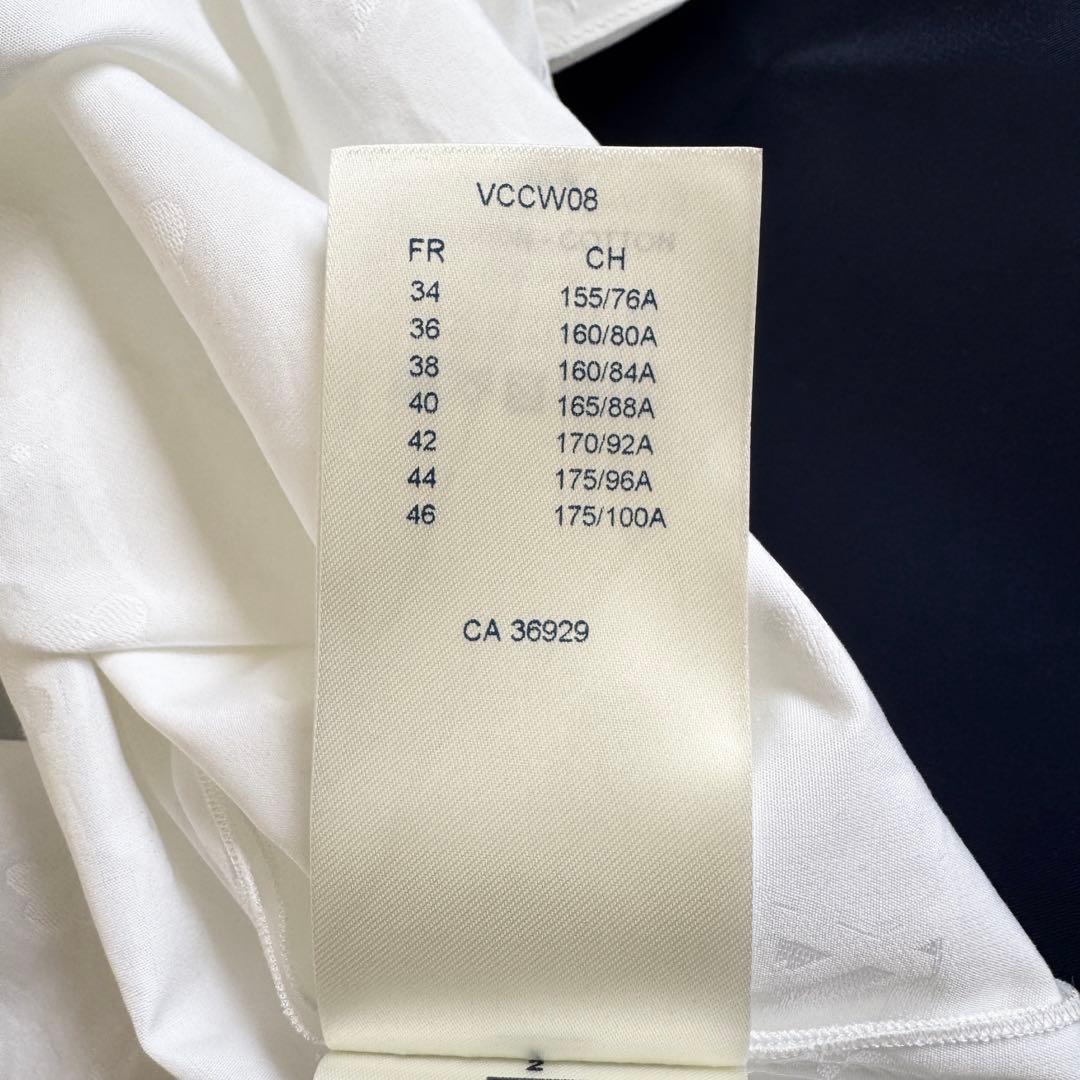 VCCW08
FR CH
34 155/76A
36 160/80A
38 160/84A
40 165/88A
42 170/92A
44 175/96A
46 175/100A
CA 36929